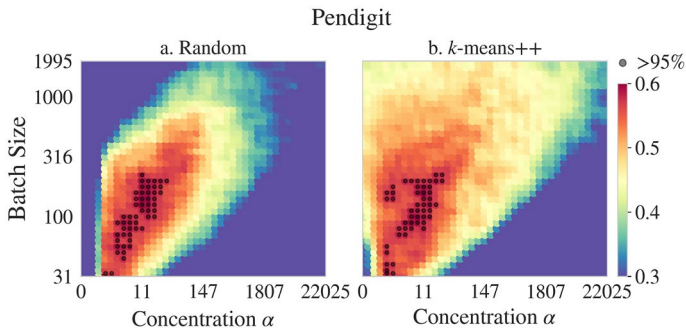 Pendigit
a. Random
b. k-means++
>95%
Batch Size
1995
1000
316
100
31
0 11 147 1807 22025
0 11 147 1807 22025
Concentration α
Concentration α
0.6
0.5
0.4
0.3